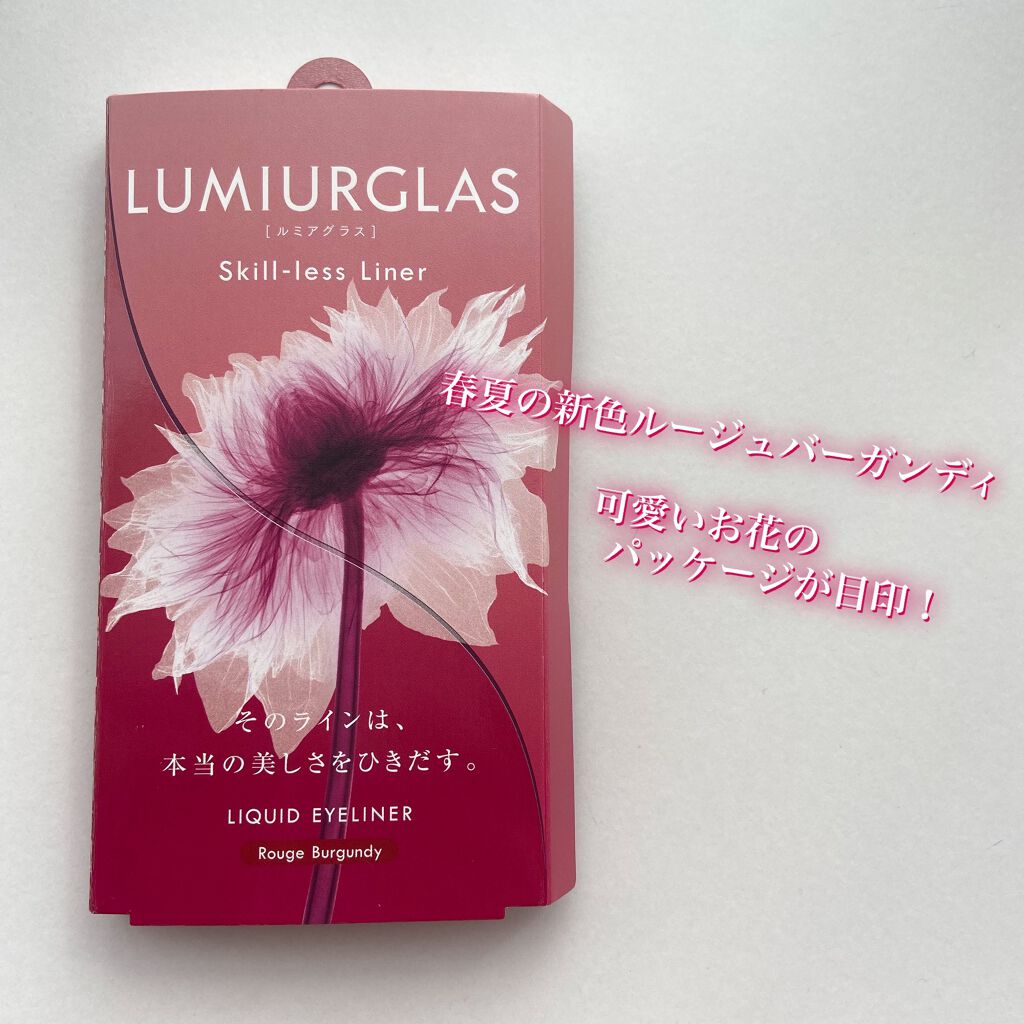 LUMIURGLAS
[ルミアグラス]
Skill-less Liner
春夏の新色ルージュバーガンディ
可愛いお花の
パッケージが目印！
そのラインは、
本当の美しさをひきだす。
LIQUID EYELINER
Rouge Burgundy